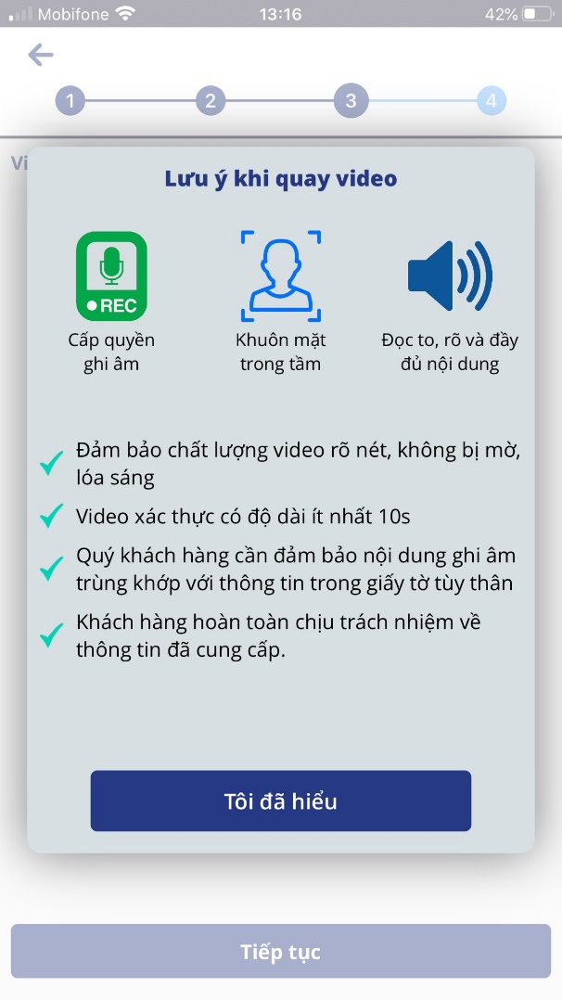 Mobifone 13:16 42%
1 2 3 4
Vi
Lưu ý khi quay video
REC
Cấp quyền
ghi âm
Khuôn mặt
trong tầm
Đọc to, rõ và đầy
đủ nội dung
Đảm bảo chất lượng video rõ nét, không bị mờ,
lóa sáng
Video xác thực có độ dài ít nhất 10s
Quý khách hàng cần đảm bảo nội dung ghi âm
trùng khớp với thông tin trong giấy tờ tùy thân
Khách hàng hoàn toàn chịu trách nhiệm về
thông tin đã cung cấp.
Tôi đã hiểu
Tiếp tục